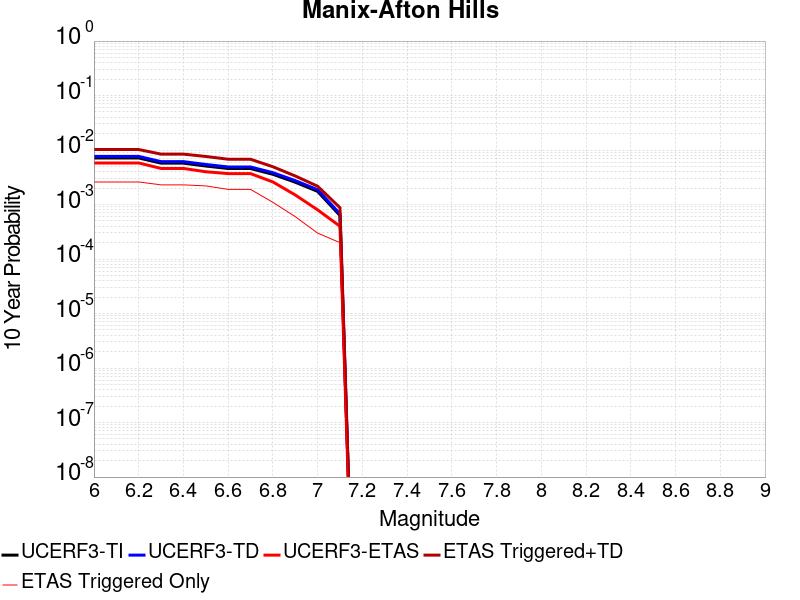 Manix-Afton Hills
10 0
10 -1
10 -2
10 -3
10 -4
10 -5
10 -6
10 -7
10 -8
10 Year Probability
6 6.2 6.4 6.6 6.8 7 7.2 7.4 7.6 7.8 8 8.2 8.4 8.6 8.8 9
Magnitude
UCERF3-TI UCERF3-TD UCERF3-ETAS ETAS Triggered+TD
ETAS Triggered Only